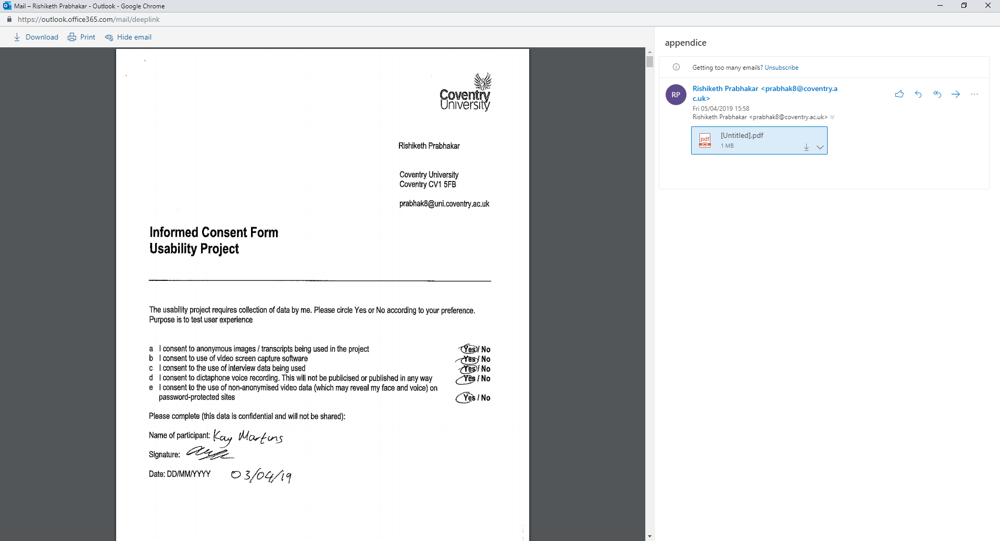 Mail – Rishiketh Prabhakar - Outlook - Google Chrome
https://outlook.office365.com/mail/deeplink
Download Print Hide email
Coventry
University
Rishiketh Prabhakar
Coventry University
Coventry CV1 5FB
prabhak8@uni.coventry.ac.uk
Informed Consent Form
Usability Project
The usability project requires collection of data by me. Please circle Yes or No according to your preference.
Purpose is to test user experience
a I consent to anonymous images / transcripts being used in the project Yes / No
b I consent to use of video screen capture software Yes / No
c I consent to the use of interview data being used Yes / No
d I consent to dictaphone voice recording. This will not be publicised or published in any way Yes / No
e I consent to the use of non-anonymised video data (which may reveal my face and voice) on
password-protected sites Yes / No
Please complete (this data is confidential and will not be shared):
Name of participant: Kay Martins
Signature:
Date: DD/MM/YYYY 03/04/19
appendice
Getting too many emails? Unsubscribe
RP
Rishiketh Prabhakar <prabhak8@coventry.a
c.uk>
Fri 05/04/2019 15:58
Rishiketh Prabhakar <prabhak8@coventry.ac.uk>
pdf
[Untitled].pdf
1 MB